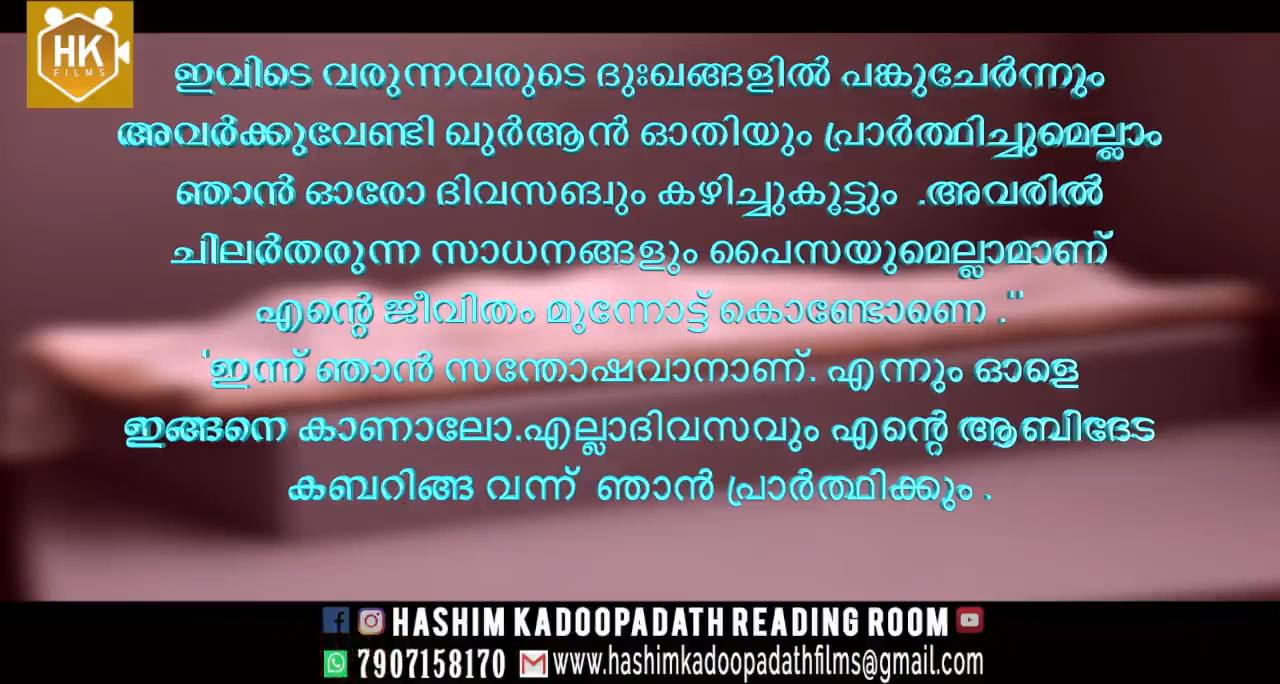 HK
FILMS
ഇവിടെ വരുന്നവരുടെ ദുഃഖങ്ങളിൽ പങ്കുചേർന്നും
അവർക്കുവേണ്ടി ഖുർആൻ ഓതിയും പ്രാർത്ഥിച്ചുമെല്ലാം
ഞാൻ ഓരോ ദിവസങ്വും കഴിച്ചുകൂട്ടും .അവരിൽ
ചിലർതരുന്ന സാധനങ്ങളും പൈസയുമെല്ലാമാണ്
എന്റെ ജീവിതം മുന്നോട്ട് കൊണ്ടോണെ ."
"ഇന്ന് ഞാൻ സന്തോഷവാനാണ്. എന്നും ഓളെ
ഇങ്ങനെ കാണാലോ.എല്ലാദിവസവും എന്റെ ആബിദേട
കബറിങ്ങ വന്ന് ഞാൻ പ്രാർത്ഥിക്കും .
HASHIM KADOOPADATH READING ROOM
7907158170 www.hashimkadoopadathfilms@gmail.com